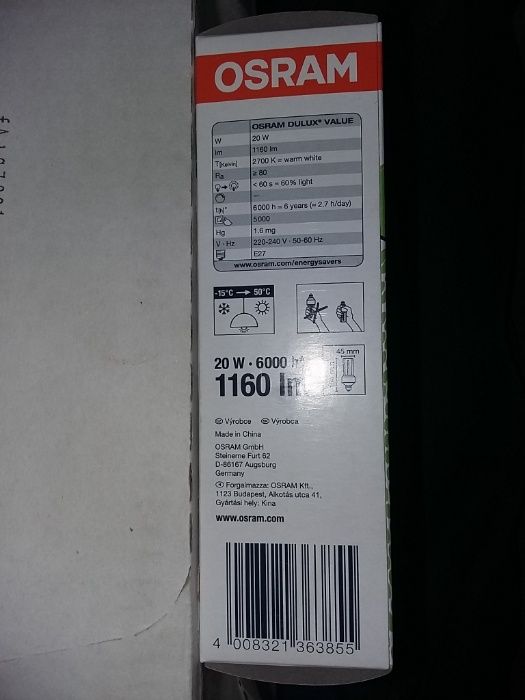 OSRAM
OSRAM DULUX® VALUE
W 20 W
lm 1160 lm
T[Kelvin] 2700 K = warm white
Ra ≥ 80
< 60 s = 60% light
—
6000 h = 6 years (≈ 2.7 h/day)
5000
Hg 1.6 mg
V · Hz 220-240 V · 50-60 Hz
E27
www.osram.com/energysavers
-15°C → 50°C
45 mm
20 W · 6000 h
1160 lm
CZ Výrobce SK Výrobca
Made in China
OSRAM GmbH
Steinerne Furt 62
D-86167 Augsburg
Germany
H Forgalmazza: OSRAM Kft.,
1123 Budapest, Alkotás utca 41.
Gyártási hely: Kína
www.osram.com
4 008321 363855